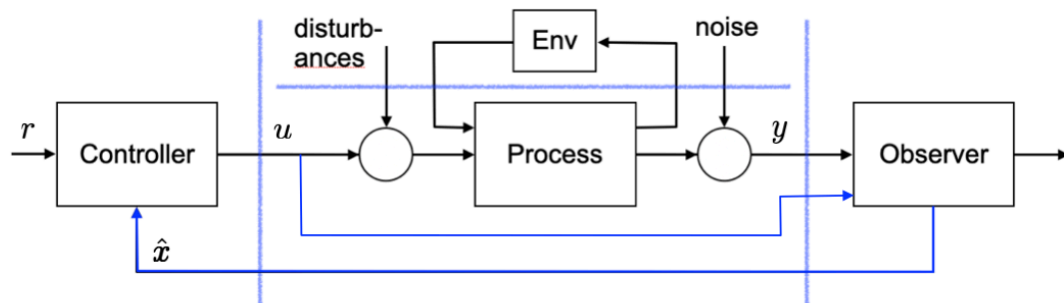 disturb-
ances
Env
noise
r
Controller
u
Process
y
Observer
x̂